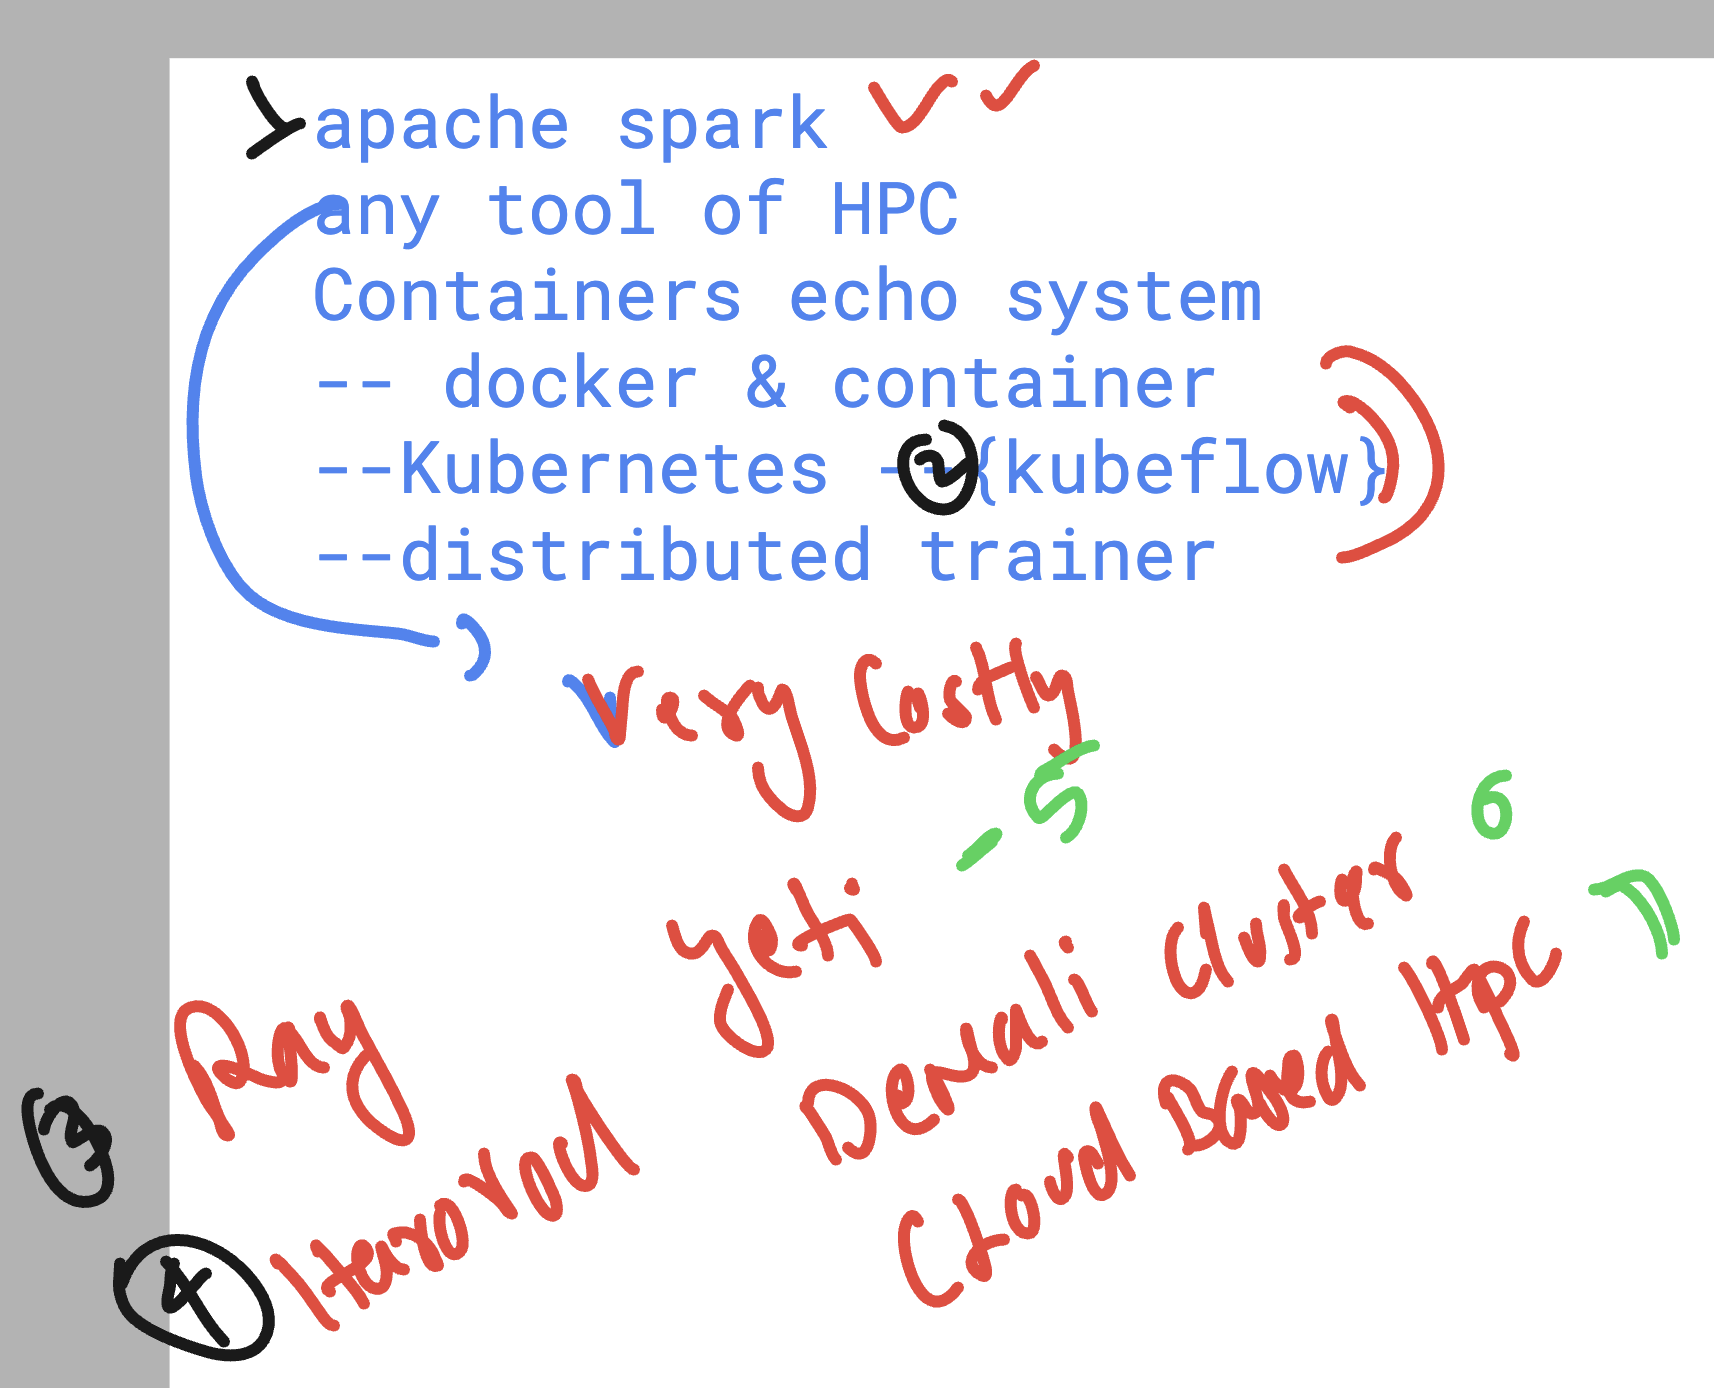 apache spark
any tool of HPC
Containers echo system
-- docker & container
--Kubernetes --{kubeflow}
2
--distributed trainer
Very Costly
yeti - 5
Denali Cluster 6
Cloud Based HpC 7
3 Ray
4 Horovod